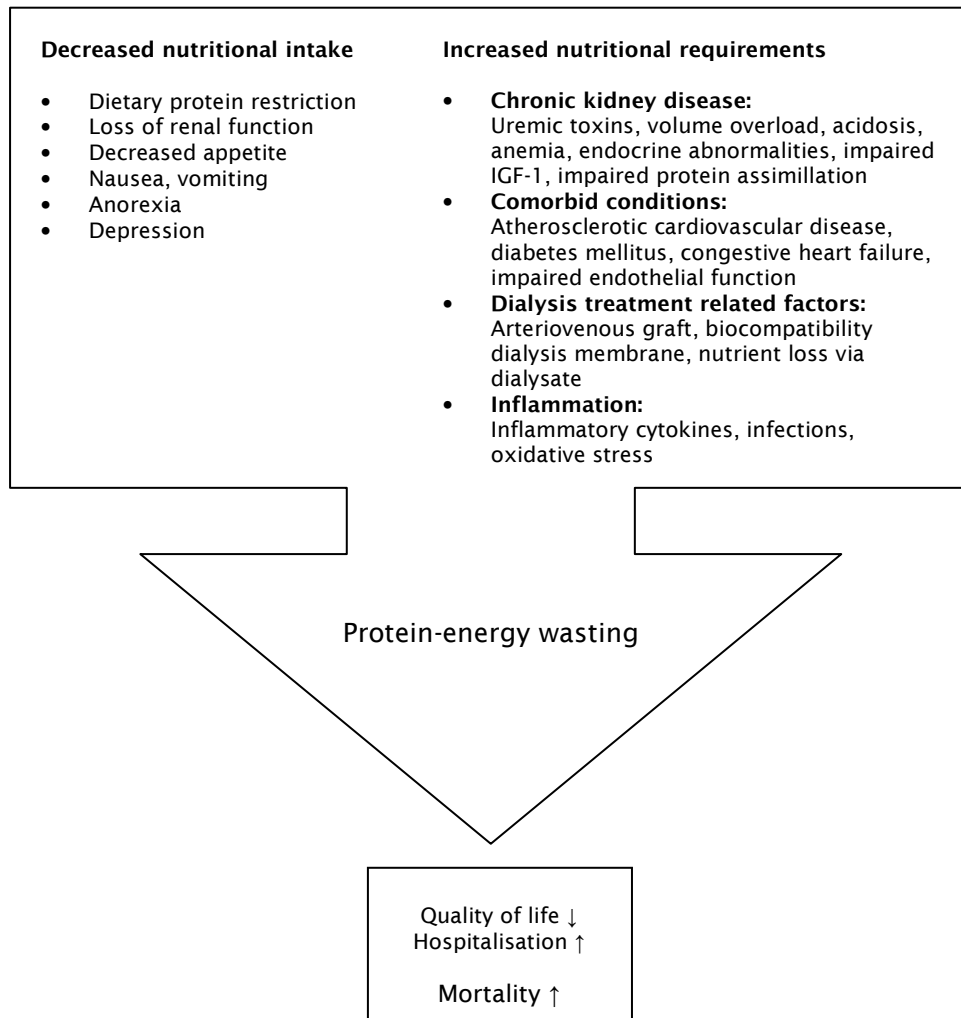 Decreased nutritional intake
• Dietary protein restriction
• Loss of renal function
• Decreased appetite
• Nausea, vomiting
• Anorexia
• Depression
Increased nutritional requirements
• Chronic kidney disease:
Uremic toxins, volume overload, acidosis,
anemia, endocrine abnormalities, impaired
IGF-1, impaired protein assimillation
• Comorbid conditions:
Atherosclerotic cardiovascular disease,
diabetes mellitus, congestive heart failure,
impaired endothelial function
• Dialysis treatment related factors:
Arteriovenous graft, biocompatibility
dialysis membrane, nutrient loss via
dialysate
• Inflammation:
Inflammatory cytokines, infections,
oxidative stress
Protein-energy wasting
Quality of life ↓
Hospitalisation ↑
Mortality ↑